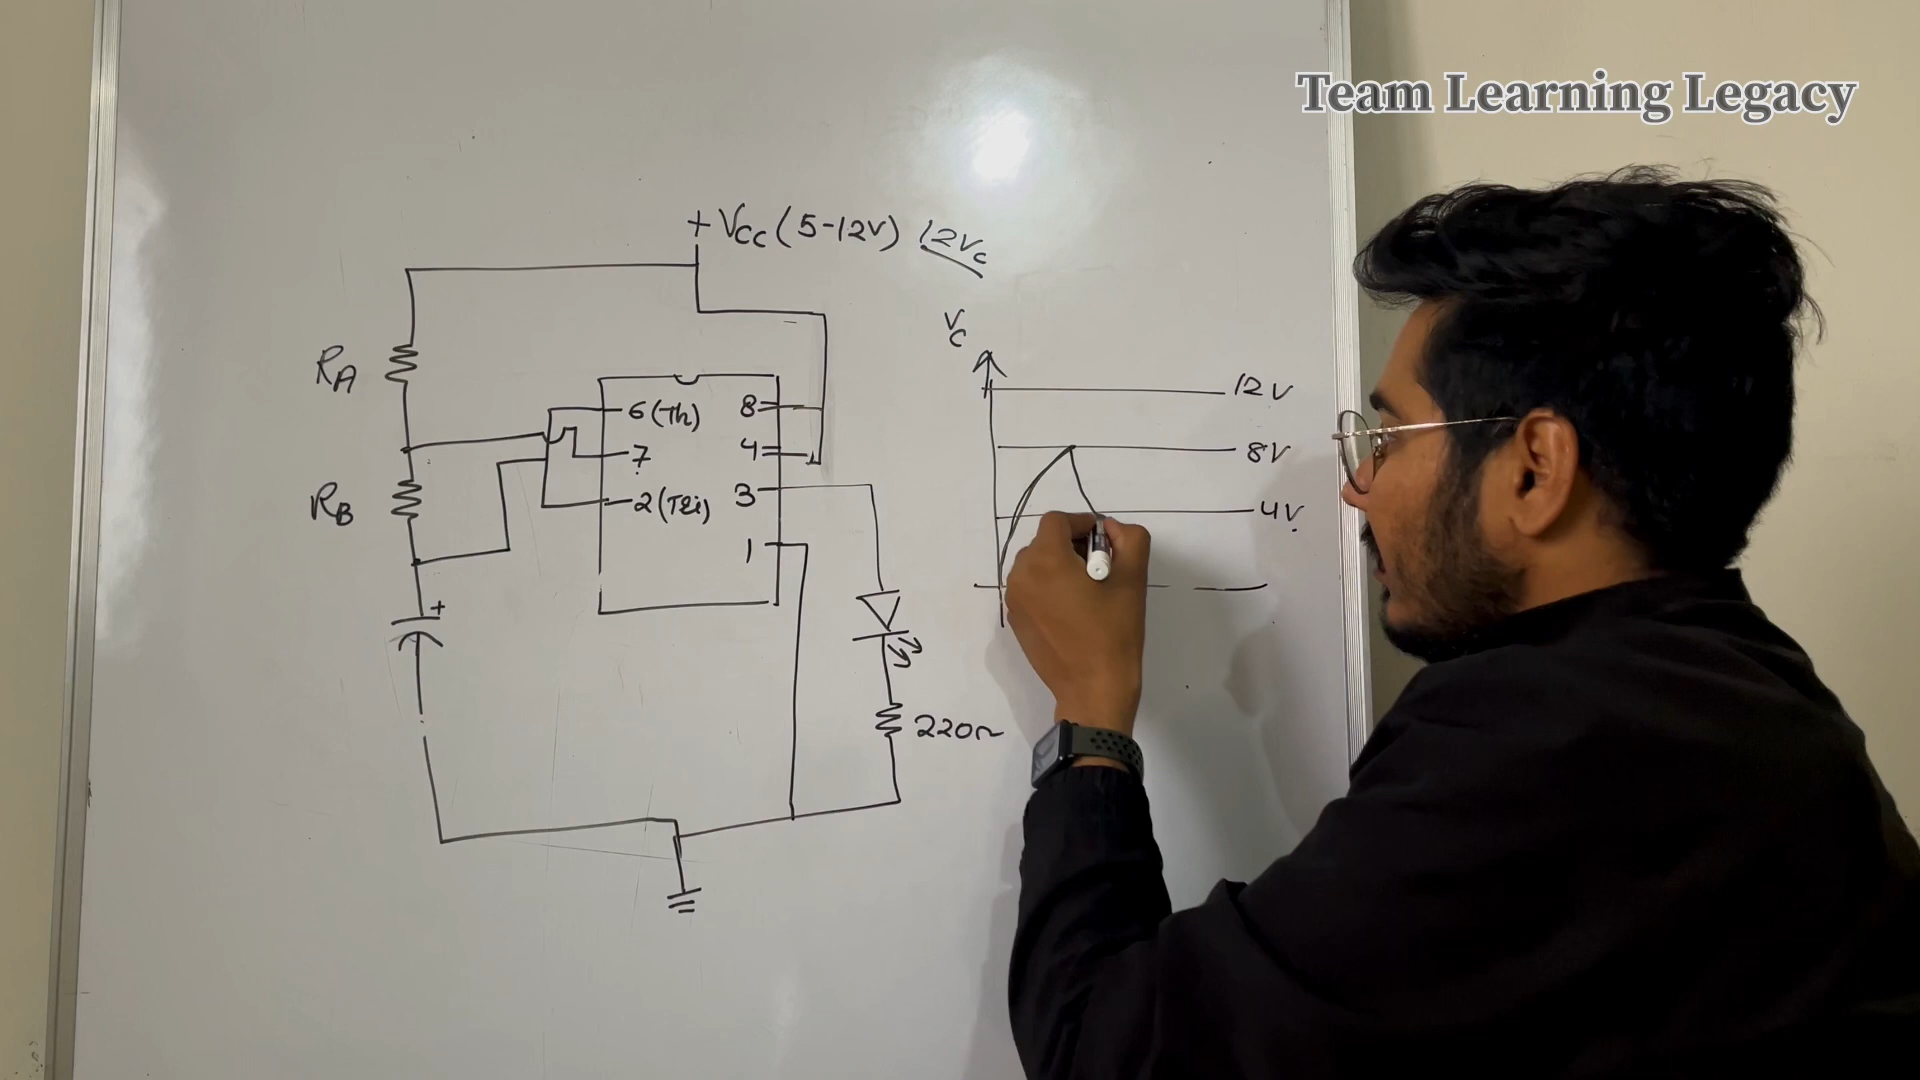 Team Learning Legacy
+Vcc (5-12V) 12Vc
Vc
12V
RA
6 (Th)
8
8V
7
4
RB
2 (Tri)
3
4V
1
+
220Ω